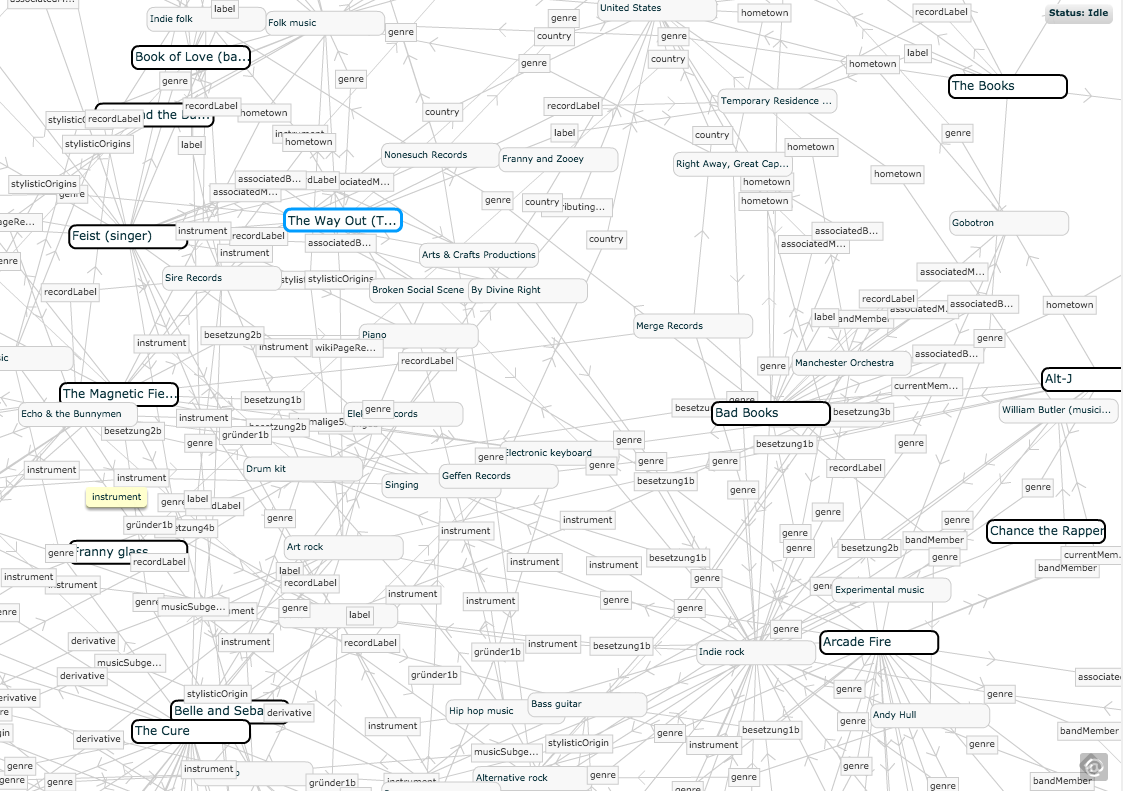 associatedM...
label
Indie folk
Folk music
genre
genre
United States
hometown
recordLabel
Status: Idle
country
genre
Book of Love (ba...
label
country
genre
hometown
genre
genre
The Books
Temporary Residence ...
recordLabel
recordLabel
hometown
country
stylistic
recordLabel
nd the Da...
instrument
label
country
genre
stylisticOrigins
label
hometown
hometown
Nonesuch Records
Franny and Zooey
Right Away, Great Cap...
hometown
stylisticOrigins
genre
associatedB...
dLabel
ociatedM...
associatedM...
hometown
hometown
genre
country
ributing...
ageRe...
The Way Out (T...
Gobotron
Feist (singer)
instrument
recordLabel
associatedB...
country
associatedB...
associatedM...
enre
instrument
Arts & Crafts Productions
associatedM...
Sire Records
stylist
stylisticOrigins
Broken Social Scene
By Divine Right
recordLabel
recordLabel
associatedB...
hometown
associatedM.
label
andMember
Merge Records
besetzung2b
Piano
genre
instrument
instrument
wikiPageRe...
recordLabel
associatedB...
sic
genre
Manchester Orchestra
Alt-J
currentMem...
The Magnetic Fie...
besetzung1b
genre
Echo & the Bunnymen
instrument
genre
cords
besetzu
Bad Books
besetzung3b
William Butler (musici...
besetzung2b
besetzung2b
malige
gründer1b
genre
genre
besetzung1b
genre
instrument
Drum kit
genre
Electronic keyboard
genre
genre
genre
recordLabel
instrument
Singing
Geffen Records
besetzung1b
genre
genre
instrument
genre
label
dLabel
genre
gründer1b
etzung4b
genre
instrument
instrument
genre
genre
Chance the Rapper
genre
Franny glass
recordLabel
Art rock
genre
besetzung2b
bandMember
instrument
instrument
besetzung1b
genre
currentMem.
bandMember
instrument
nstrument
label
recordLabel
genre
genre
Experimental music
instrument
genre
musicSubge...
ument
genre
label
instrument
genre
genre
enre
genre
derivative
instrument
recordLabel
gründer1b
instrument
besetzung1b
Indie rock
Arcade Fire
musicSubge...
derivative
gründer1b
associate
erivative
stylisticOrigin
genre
genre
Belle and Seba
derivative
Hip hop music
Bass guitar
Andy Hull
The Cure
instrument
genre
besetzung1b
bandMember
gin
derivative
stylisticOrigin
genre
instrument
genre
musicSubge...
genre
instrument
genre
genre
genre
gründer1b
instrument
Alternative rock
genre
genre
genre
bandMember